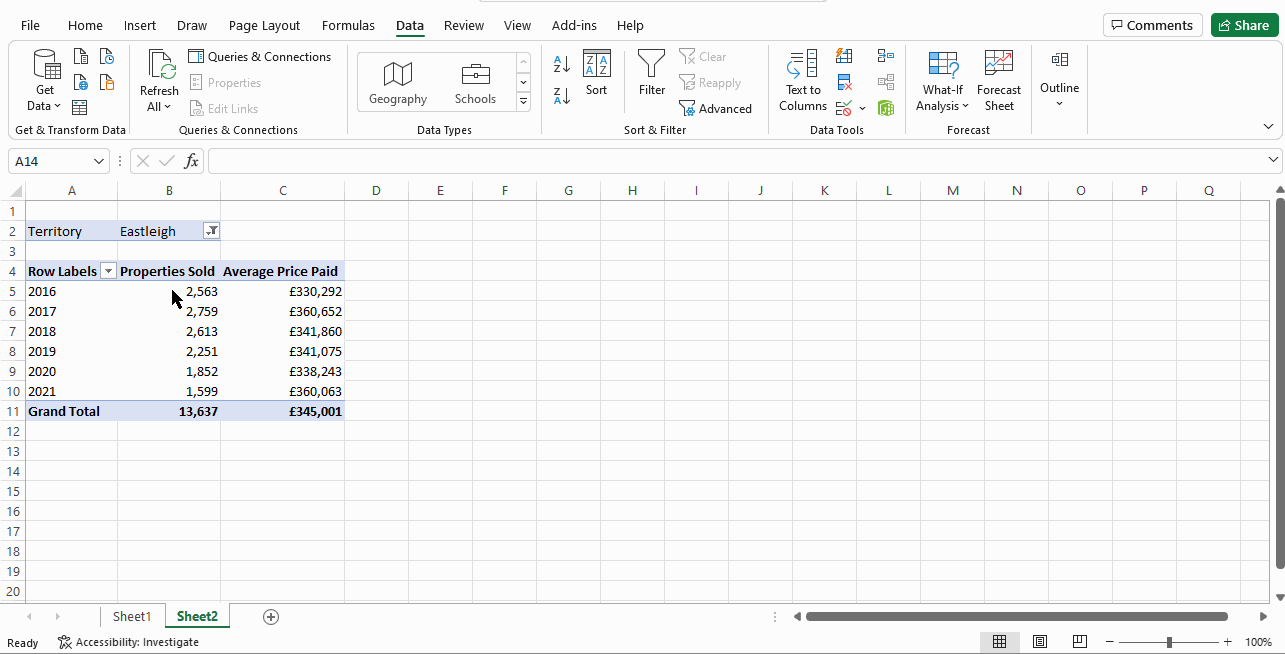 File Home Insert Draw Page Layout Formulas Data Review View Add-ins Help Comments Share
Get Data
Refresh All
Queries & Connections
Properties
Edit Links
Geography Schools
Sort
Filter
Clear
Reapply
Advanced
Text to Columns
What-If Analysis
Forecast Sheet
Outline
Get & Transform Data Queries & Connections Data Types Sort & Filter Data Tools Forecast
A14 fx
A B C D E F G H I J K L M N O P Q
1
2 Territory Eastleigh
3
4 Row Labels Properties Sold Average Price Paid
5 2016 2,563 £330,292
6 2017 2,759 £360,652
7 2018 2,613 £341,860
8 2019 2,251 £341,075
9 2020 1,852 £338,243
10 2021 1,599 £360,063
11 Grand Total 13,637 £345,001
12
13
14
15
16
17
18
19
20
Sheet1 Sheet2
Ready Accessibility: Investigate 100%